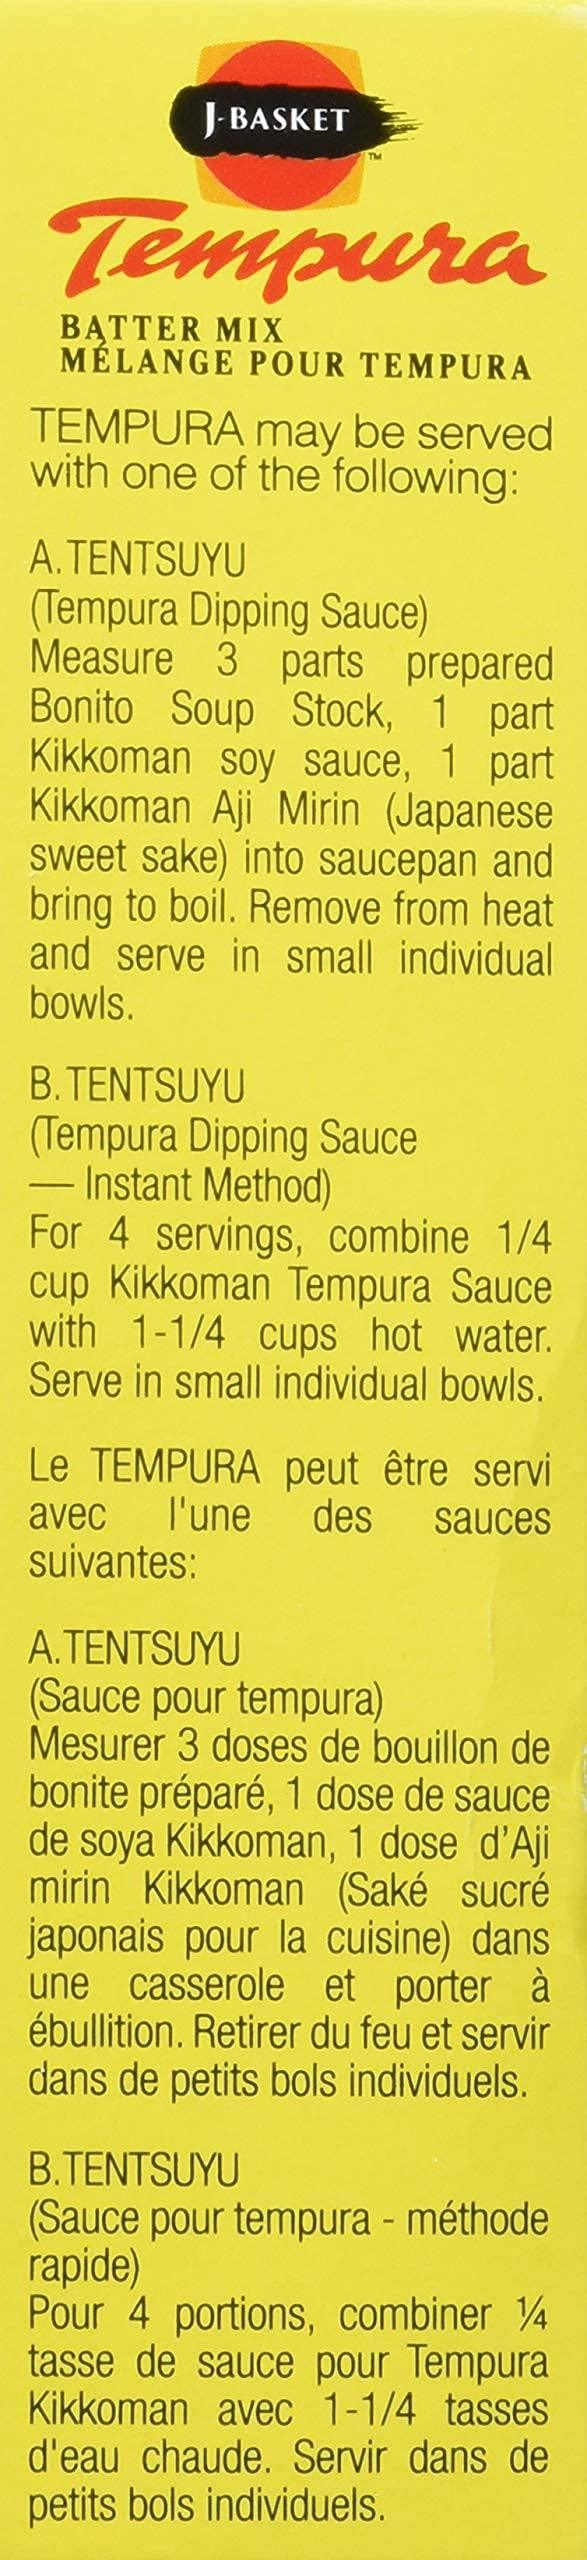 J-BASKET
TM
Tempura
BATTER MIX
MÉLANGE POUR TEMPURA
TEMPURA may be served
with one of the following:
A.TENTSUYU
(Tempura Dipping Sauce)
Measure 3 parts prepared
Bonito Soup Stock, 1 part
Kikkoman soy sauce, 1 part
Kikkoman Aji Mirin (Japanese
sweet sake) into saucepan and
bring to boil. Remove from heat
and serve in small individual
bowls.
B.TENTSUYU
(Tempura Dipping Sauce
— Instant Method)
For 4 servings, combine 1/4
cup Kikkoman Tempura Sauce
with 1-1/4 cups hot water.
Serve in small individual bowls.
Le TEMPURA peut être servi
avec l'une des sauces
suivantes:
A.TENTSUYU
(Sauce pour tempura)
Mesurer 3 doses de bouillon de
bonite préparé, 1 dose de sauce
de soya Kikkoman, 1 dose d’Aji
mirin Kikkoman (Saké sucré
japonais pour la cuisine) dans
une casserole et porter à
ébullition. Retirer du feu et servir
dans de petits bols individuels.
B.TENTSUYU
(Sauce pour tempura - méthode
rapide)
Pour 4 portions, combiner ¼
tasse de sauce pour Tempura
Kikkoman avec 1-1/4 tasses
d'eau chaude. Servir dans de
petits bols individuels.